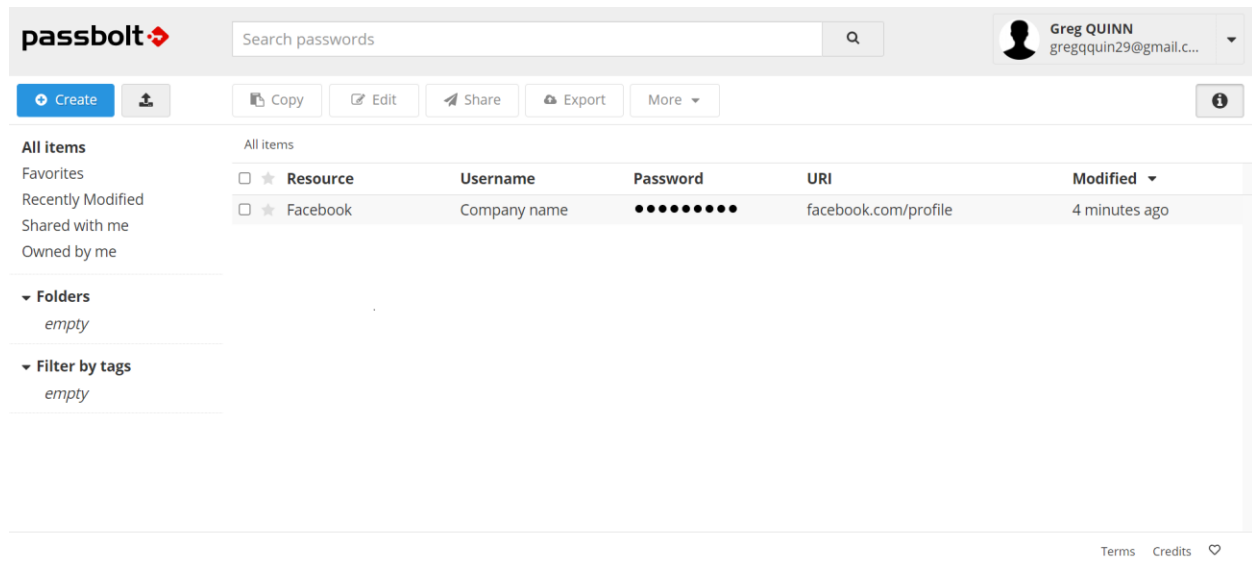 passbolt
Search passwords
Greg QUINN
gregqquin29@gmail.c...
Create
Copy Edit Share Export More
All items
Favorites
Recently Modified
Shared with me
Owned by me
Folders
empty
Filter by tags
empty
All items
Resource Username Password URI Modified
Facebook Company name ●●●●●●●●● facebook.com/profile 4 minutes ago
Terms Credits